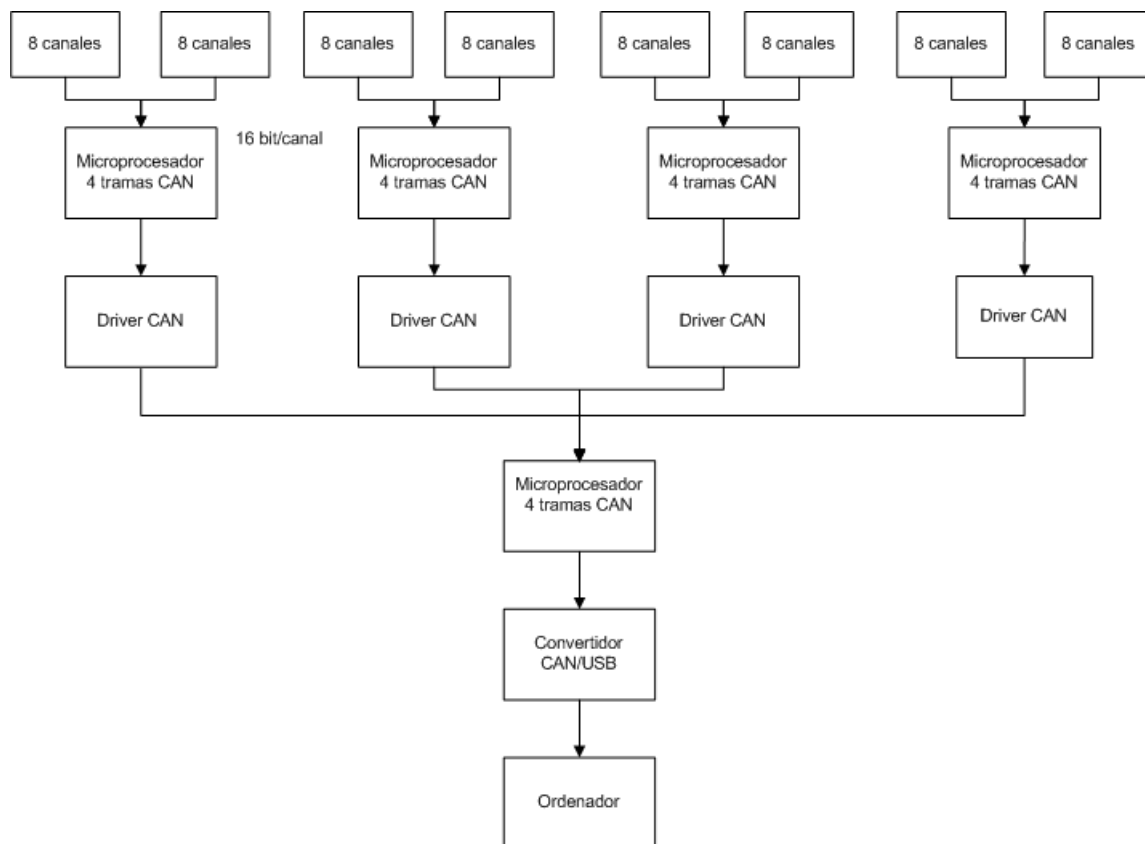 8 canales
8 canales
8 canales
8 canales
8 canales
8 canales
8 canales
8 canales
16 bit/canal
Microprocesador
4 tramas CAN
Microprocesador
4 tramas CAN
Microprocesador
4 tramas CAN
Microprocesador
4 tramas CAN
Driver CAN
Driver CAN
Driver CAN
Driver CAN
Microprocesador
4 tramas CAN
Convertidor
CAN/USB
Ordenador